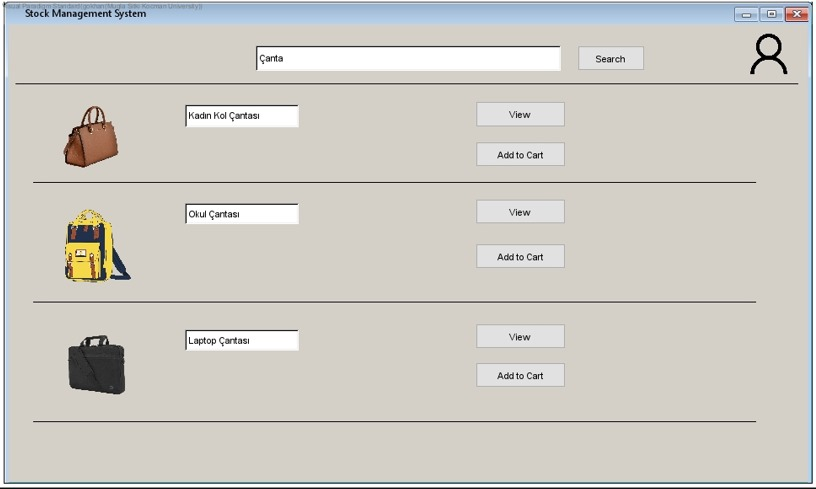 Visual Paradigm Standard(gokhan(Mugla Sitki Kocman University))
Stock Management System
Çanta
Search
Kadın Kol Çantası
View
Add to Cart
Okul Çantası
View
Add to Cart
Laptop Çantası
View
Add to Cart